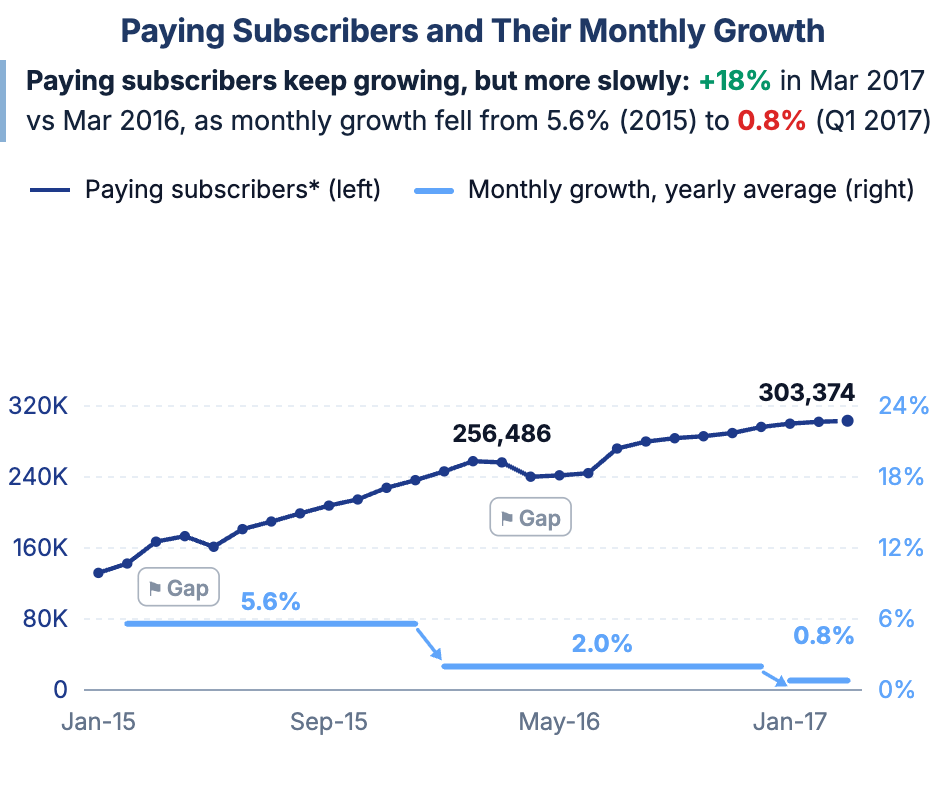 Paying Subscribers and Their Monthly Growth
Paying subscribers keep growing, but more slowly: +18% in Mar 2017
vs Mar 2016, as monthly growth fell from 5.6% (2015) to 0.8% (Q1 2017)
Paying subscribers* (left) Monthly growth, yearly average (right)
303,374
320K 24%
256,486
240K 18%
⚑ Gap
160K 12%
⚑ Gap
5.6%
80K 6%
0.8%
2.0%
0 0%
Jan-15 Sep-15 May-16 Jan-17